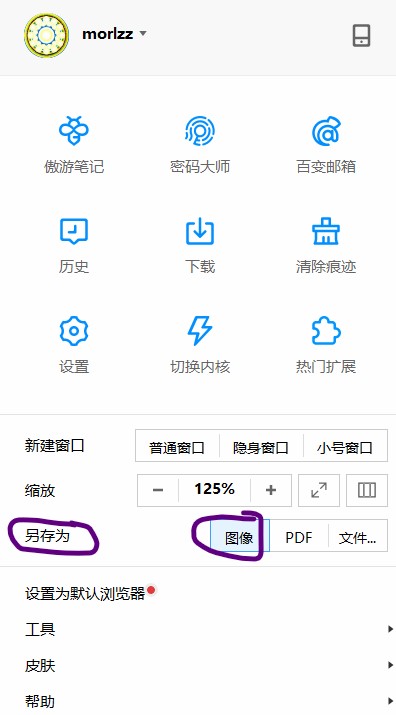 morlzz
傲游笔记 密码大师 百变邮箱
历史 下载 清除痕迹
设置 切换内核 热门扩展
新建窗口 普通窗口 隐身窗口 小号窗口
缩放 − 125% +
另存为 图像 PDF 文件...
设置为默认浏览器
工具
皮肤
帮助